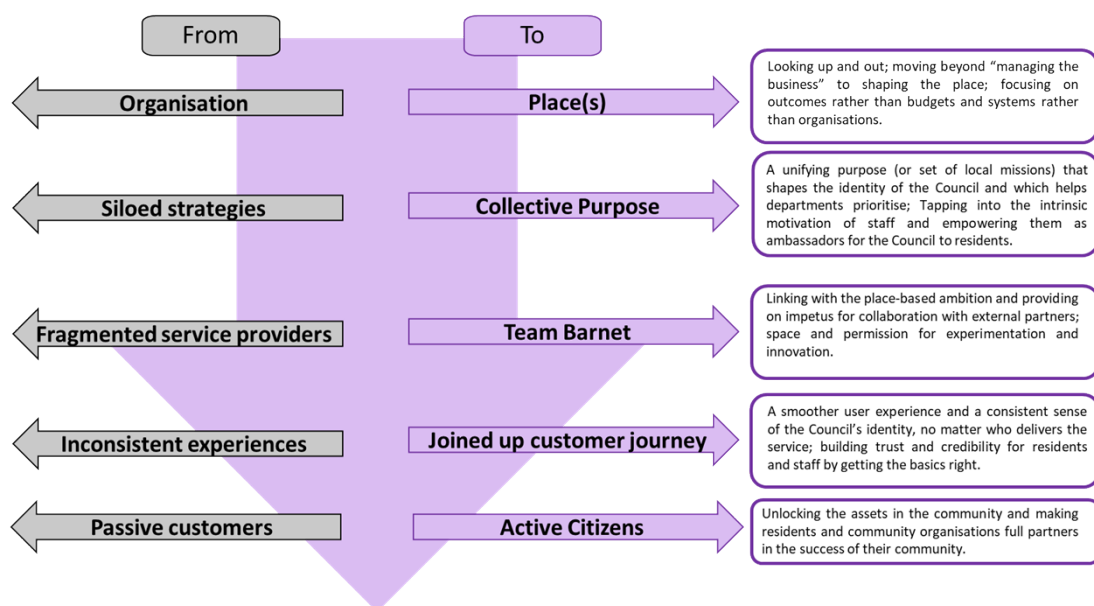 From
To
Organisation
Place(s)
Looking up and out; moving beyond “managing the
business” to shaping the place; focusing on
outcomes rather than budgets and systems rather
than organisations.
Siloed strategies
Collective Purpose
A unifying purpose (or set of local missions) that
shapes the identity of the Council and which helps
departments prioritise; Tapping into the intrinsic
motivation of staff and empowering them as
ambassadors for the Council to residents.
Fragmented service providers
Team Barnet
Linking with the place-based ambition and providing
on impetus for collaboration with external partners;
space and permission for experimentation and
innovation.
Inconsistent experiences
Joined up customer journey
A smoother user experience and a consistent sense
of the Council’s identity, no matter who delivers the
service; building trust and credibility for residents
and staff by getting the basics right.
Passive customers
Active Citizens
Unlocking the assets in the community and making
residents and community organisations full partners
in the success of their community.